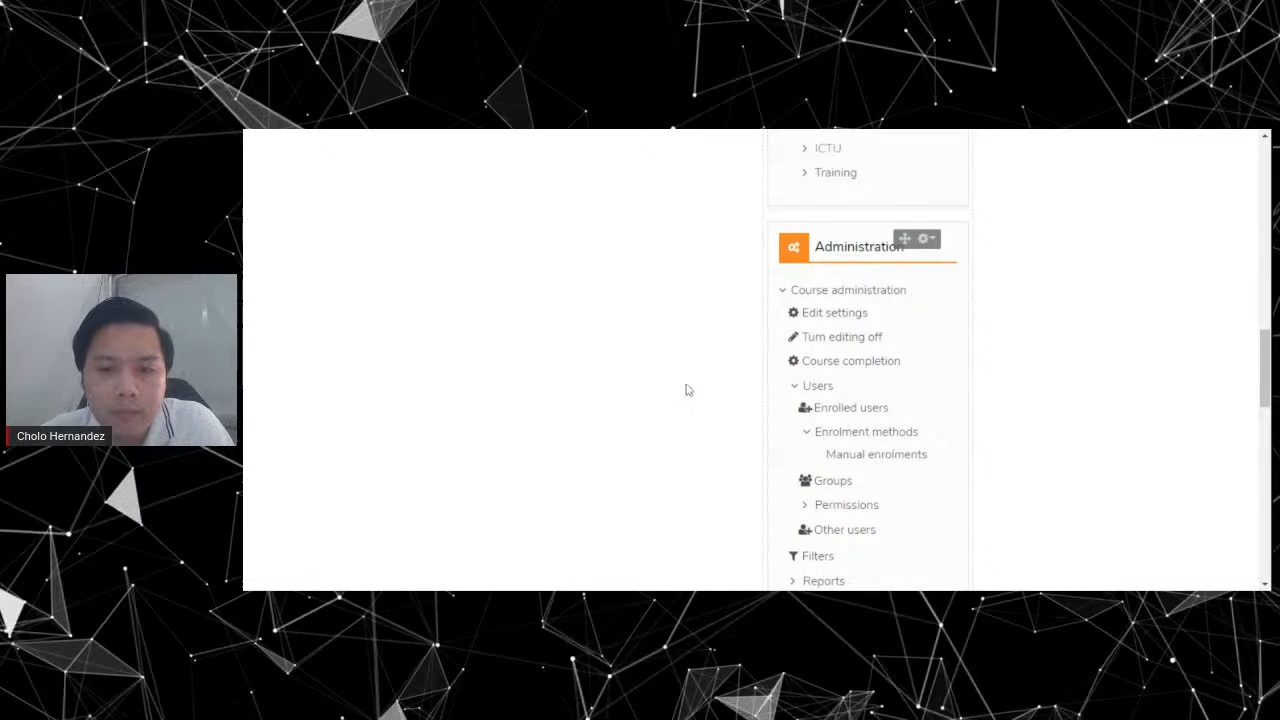 ICTU
Training
Administration
Course administration
Edit settings
Turn editing off
Course completion
Users
Enrolled users
Enrolment methods
Manual enrolments
Groups
Permissions
Other users
Filters
Reports
Cholo Hernandez